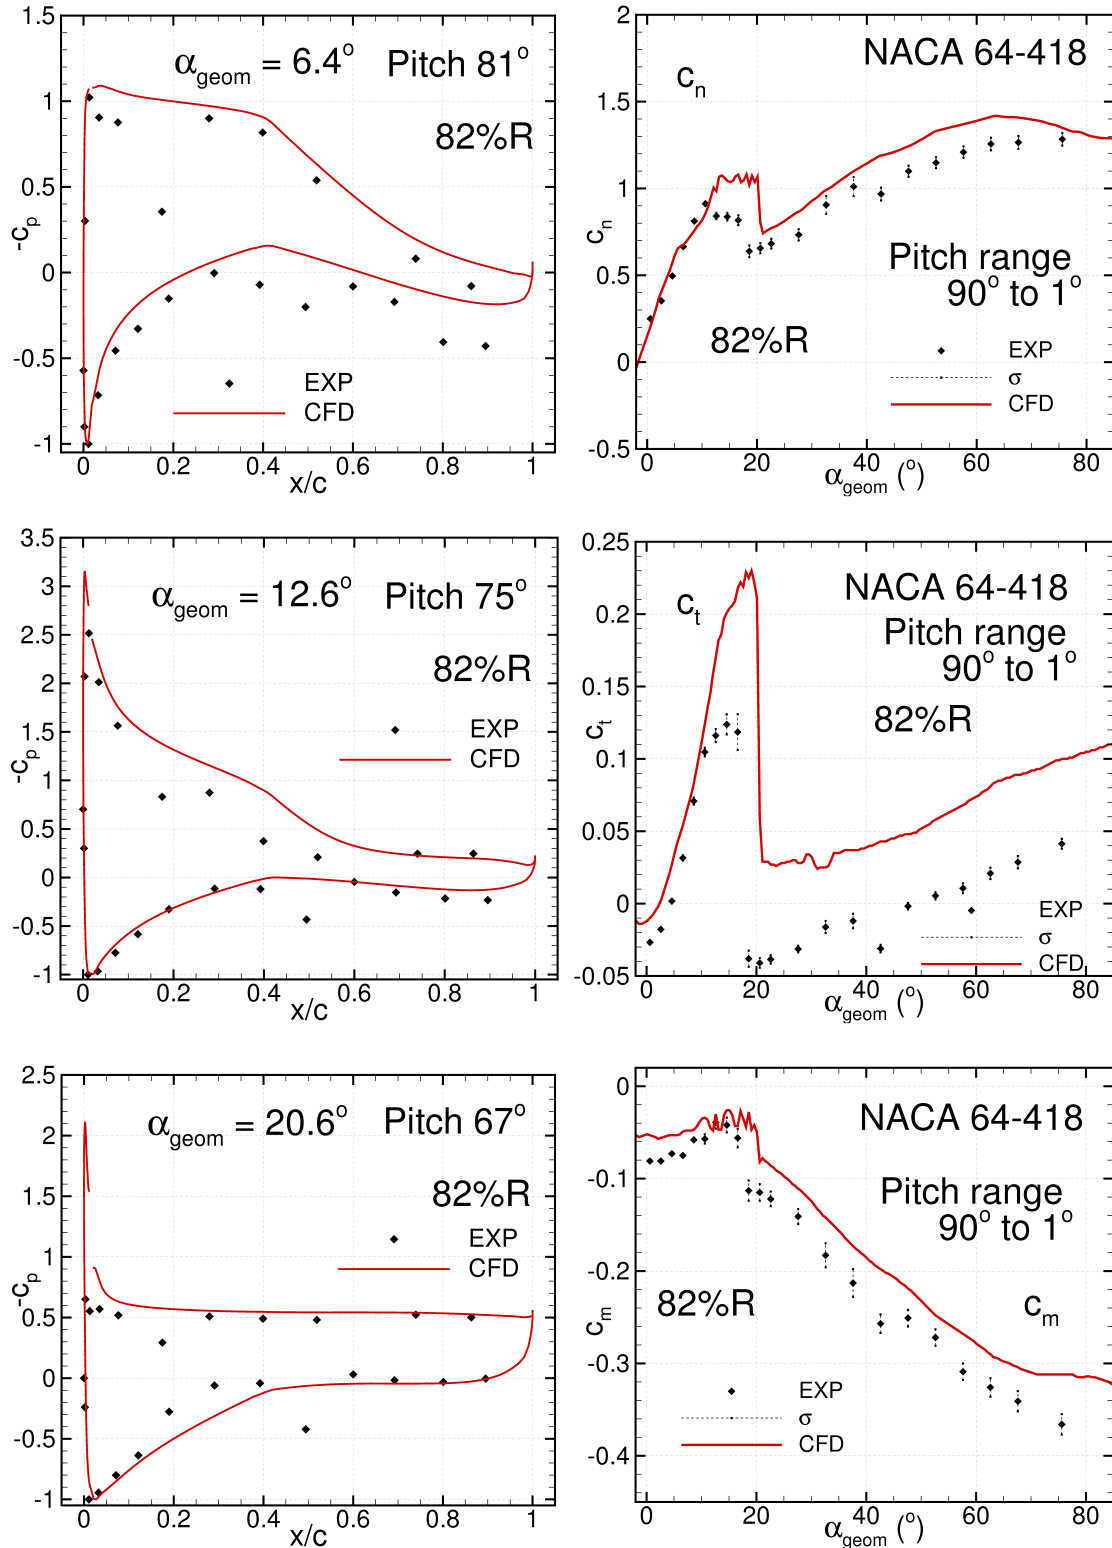 α_geom = 6.4° Pitch 81°
82%R
EXP
CFD
-c_p
1
0.5
0
-0.5
-1
0 0.2 0.4 0.6 0.8 1
x/c
NACA 64-418
c_n
Pitch range
90° to 1°
82%R
EXP
σ
CFD
c_n
2
1.5
1
0.5
0
-0.5
0 20 40 60 80
α_geom (°)
α_geom = 12.6° Pitch 75°
82%R
EXP
CFD
-c_p
3.5
3
2.5
2
1.5
1
0.5
0
-0.5
-1
0 0.2 0.4 0.6 0.8 1
x/c
NACA 64-418
c_t
Pitch range
90° to 1°
82%R
EXP
σ
CFD
c_t
0.25
0.2
0.15
0.1
0.05
0
-0.05
0 20 40 60 80
α_geom (°)
α_geom = 20.6° Pitch 67°
82%R
EXP
CFD
-c_p
2.5
2
1.5
1
0.5
0
-0.5
-1
0 0.2 0.4 0.6 0.8 1
x/c
NACA 64-418
Pitch range
90° to 1°
82%R
c_m
EXP
σ
CFD
c_m
0
-0.1
-0.2
-0.3
-0.4
0 20 40 60 80
α_geom (°)